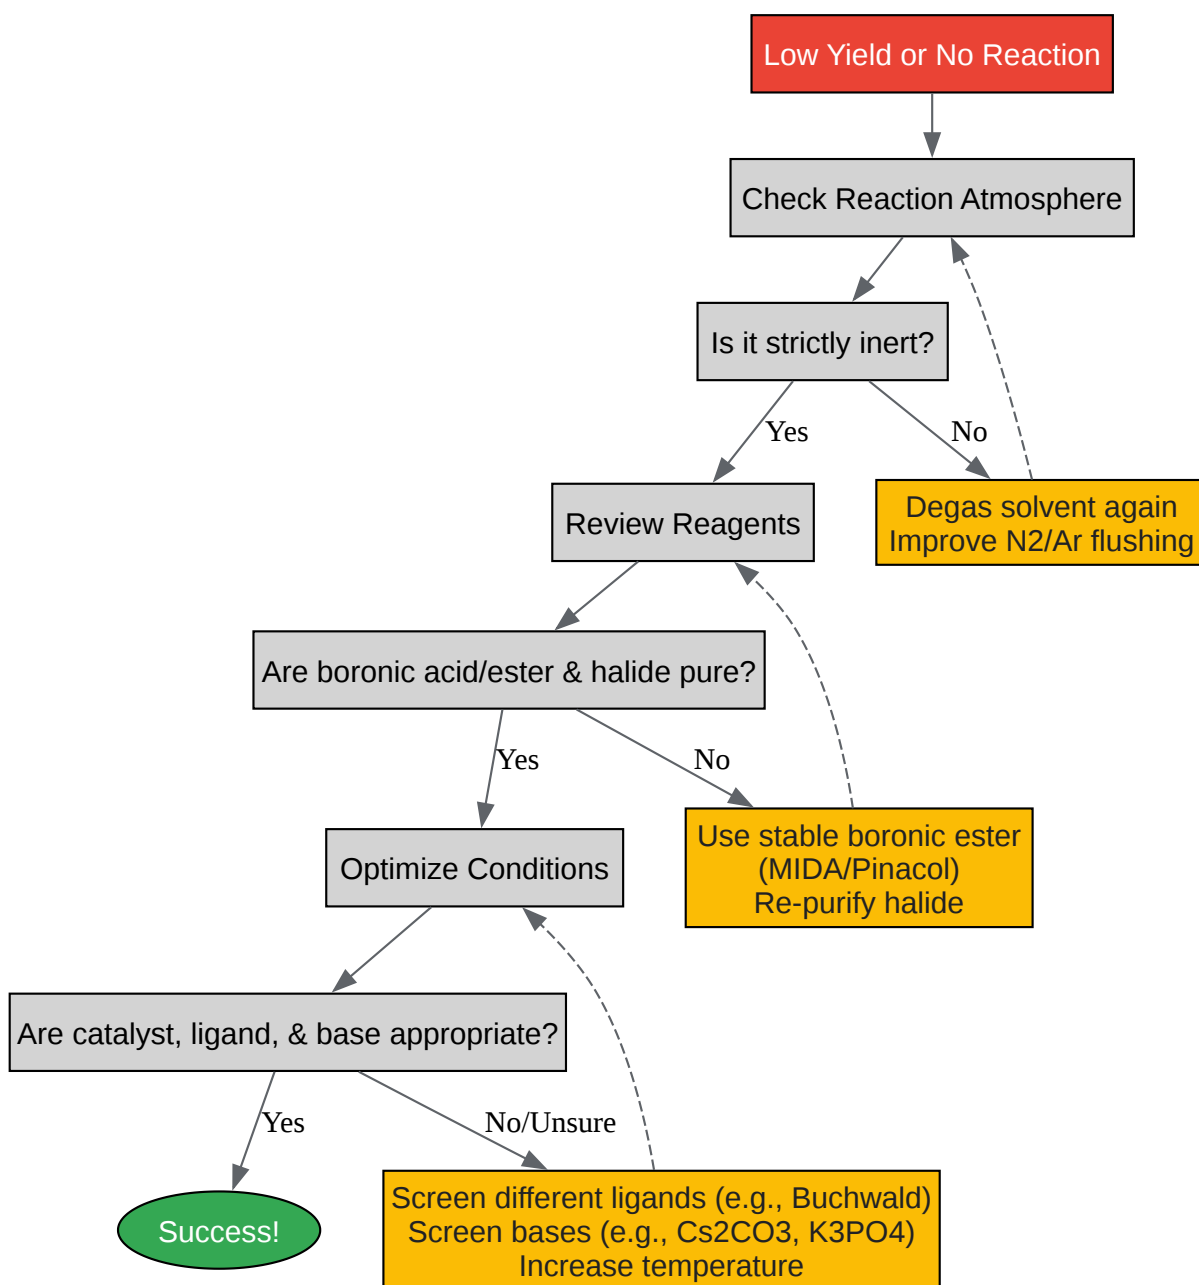 Low Yield or No Reaction
Check Reaction Atmosphere
Is it strictly inert?
Yes
No
Review Reagents
Degas solvent again
Improve N2/Ar flushing
Are boronic acid/ester & halide pure?
Yes
No
Optimize Conditions
Use stable boronic ester
(MIDA/Pinacol)
Re-purify halide
Are catalyst, ligand, & base appropriate?
Yes
No/Unsure
Success!
Screen different ligands (e.g., Buchwald)
Screen bases (e.g., Cs2CO3, K3PO4)
Increase temperature